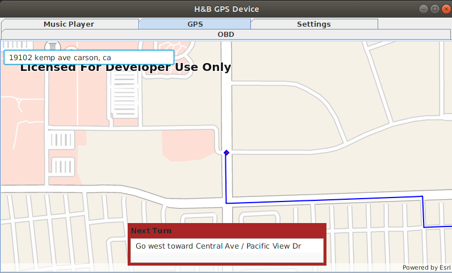 H&B GPS Device
Music Player
GPS
Settings
OBD
19102 kemp ave carson, ca
Licensed For Developer Use Only
Next Turn
Go west toward Central Ave / Pacific View Dr
Powered by Esri